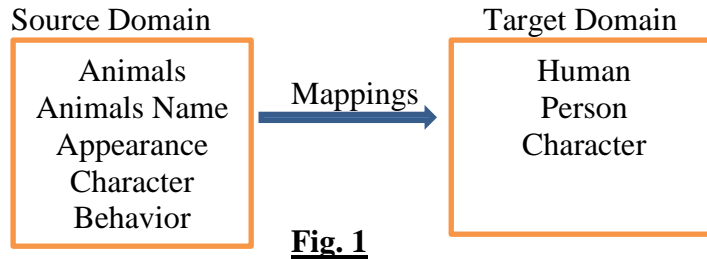 Source Domain
Target Domain
Animals
Animals Name
Appearance
Character
Behavior
Mappings
Human
Person
Character
Fig. 1